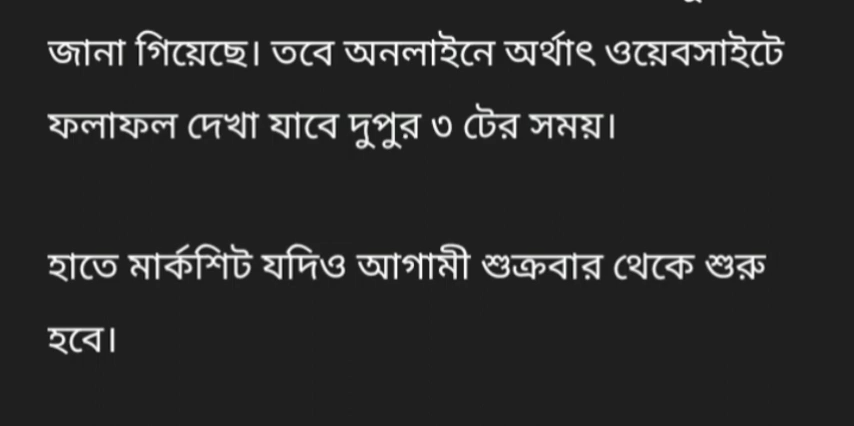 জানা গিয়েছে। তবে অনলাইনে অর্থাৎ ওয়েবসাইটে
ফলাফল দেখা যাবে দুপুর ৩ টের সময়।
হাতে মার্কশিট যদিও আগামী শুক্রবার থেকে শুরু
হবে।